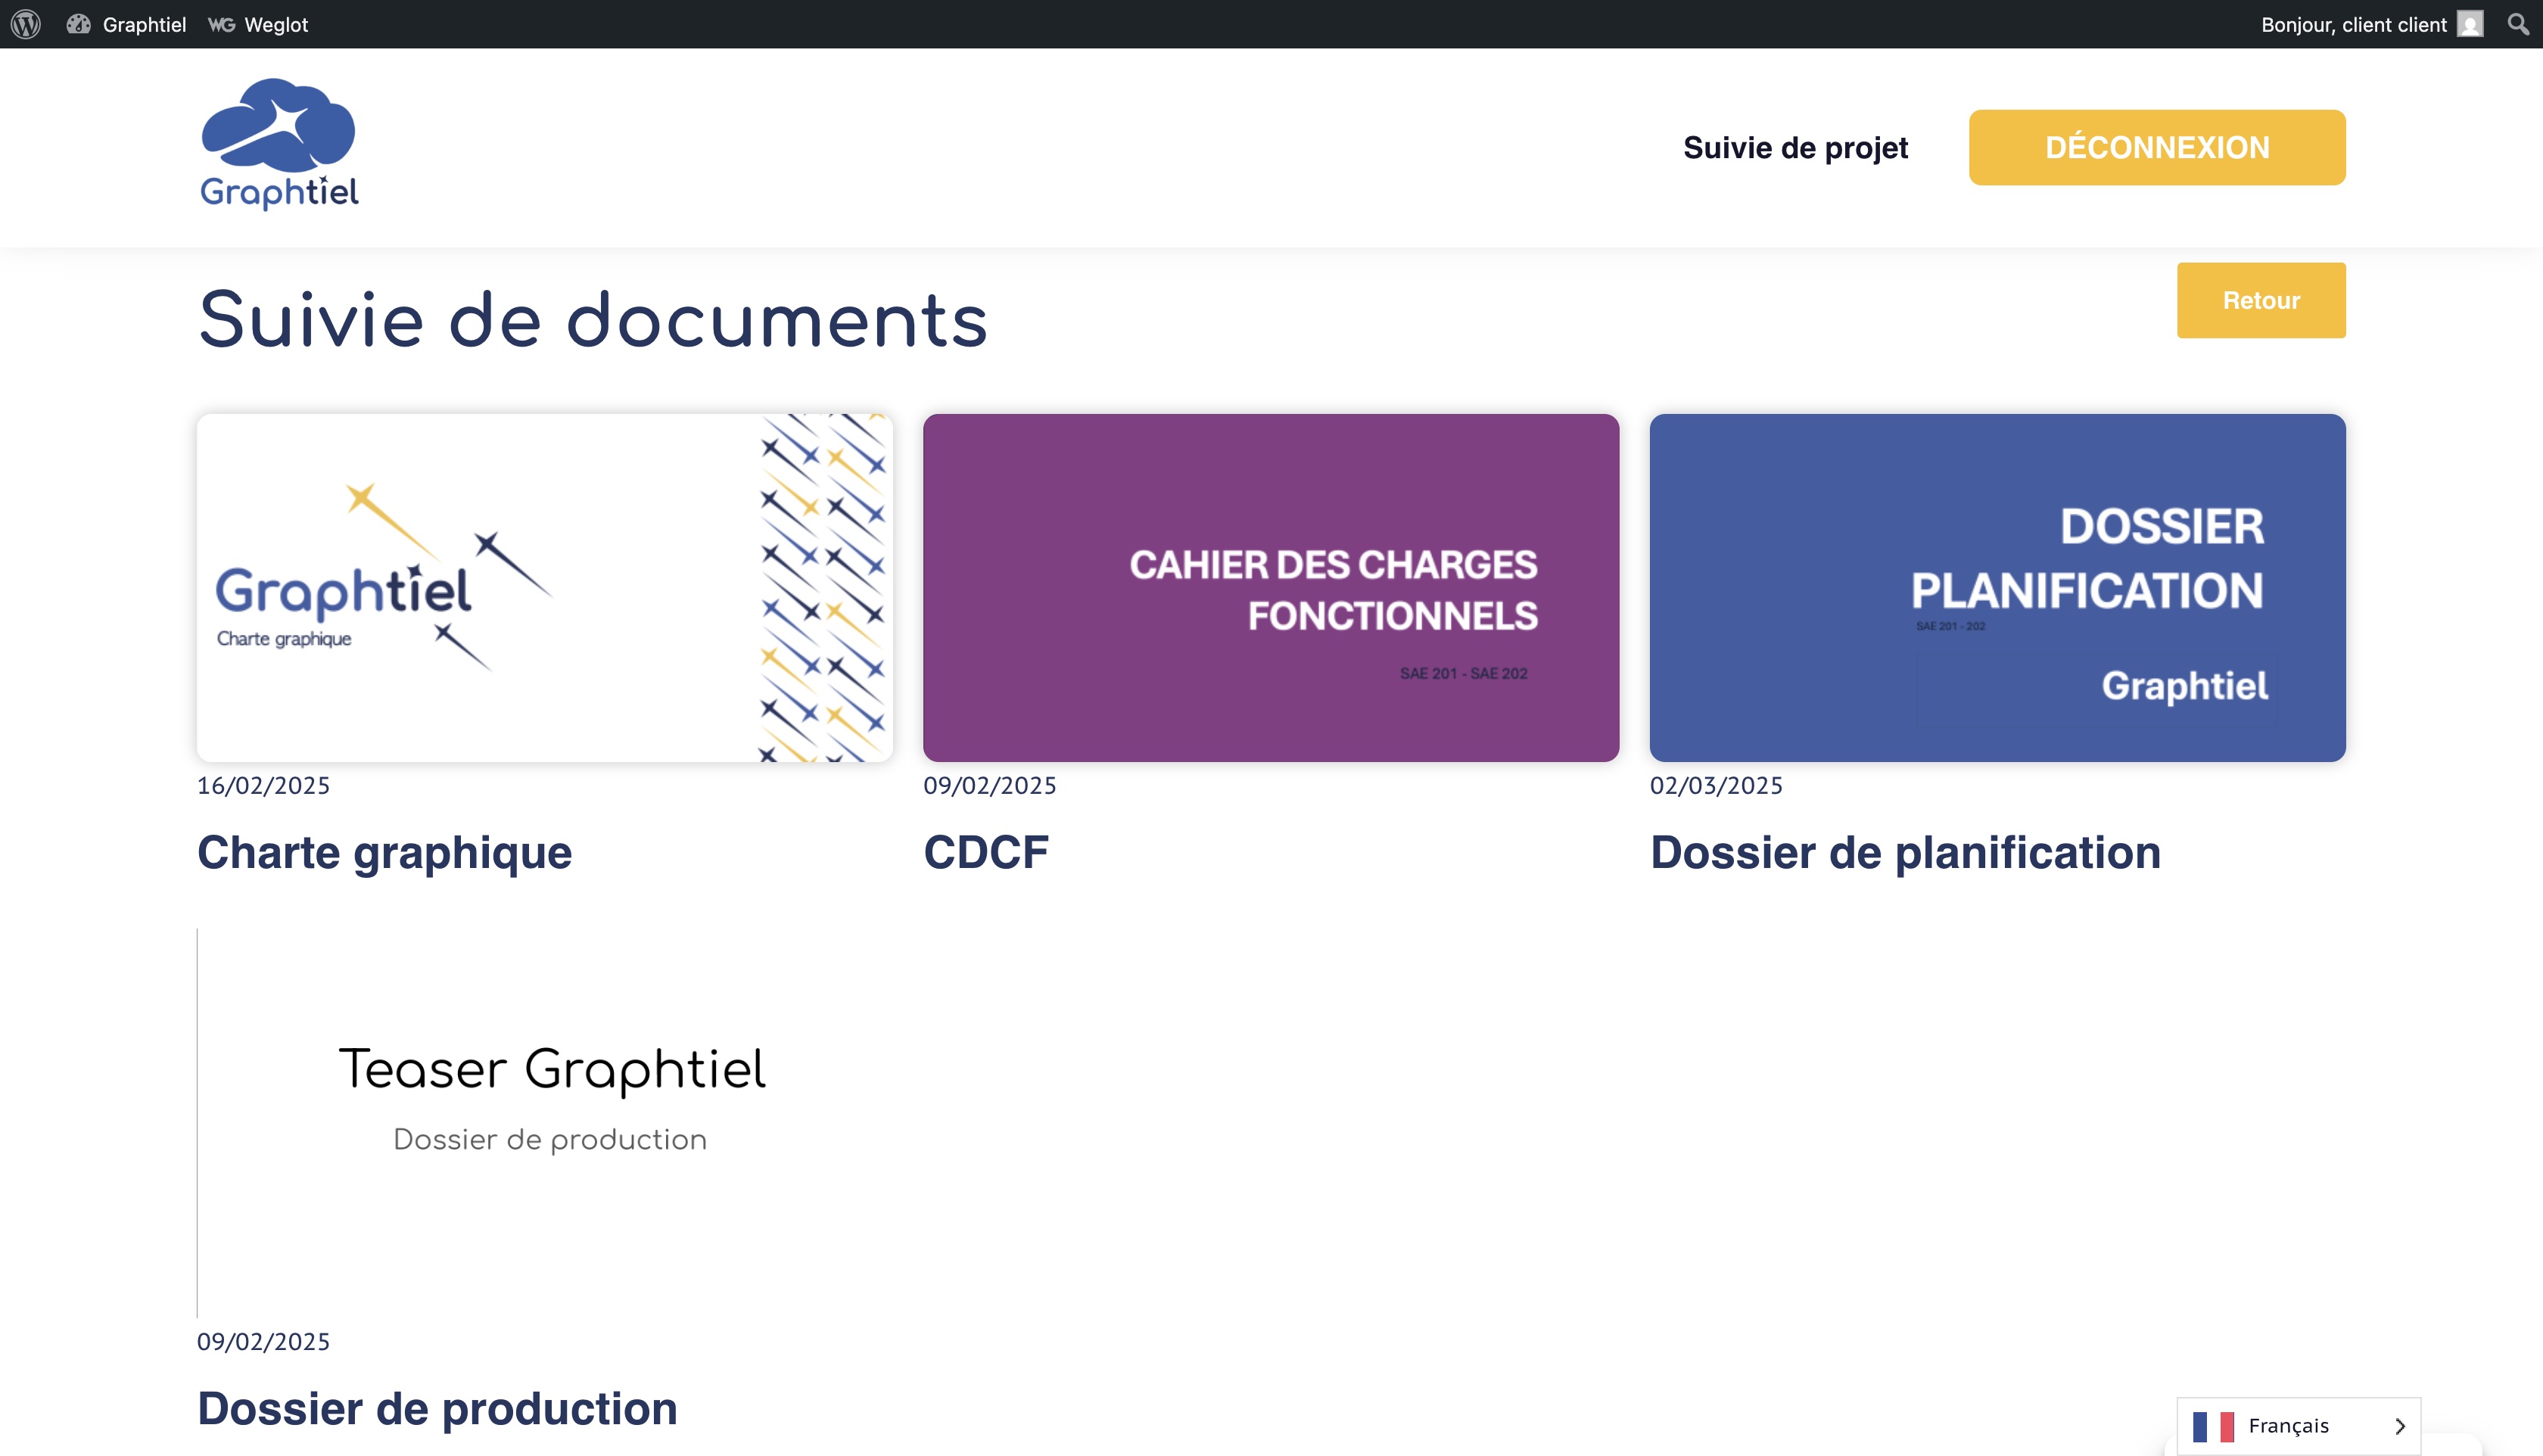 Graphtiel
WG Weglot
Bonjour, client client
Graphtiel
Suivie de projet
DÉCONNEXION
Suivie de documents
Retour
Graphtiel
Charte graphique
16/02/2025
Charte graphique
CAHIER DES CHARGES
FONCTIONNELS
SAE 201 - SAE 202
09/02/2025
CDCF
DOSSIER
PLANIFICATION
SAE 201 - 202
Graphtiel
02/03/2025
Dossier de planification
Teaser Graphtiel
Dossier de production
09/02/2025
Dossier de production
Français